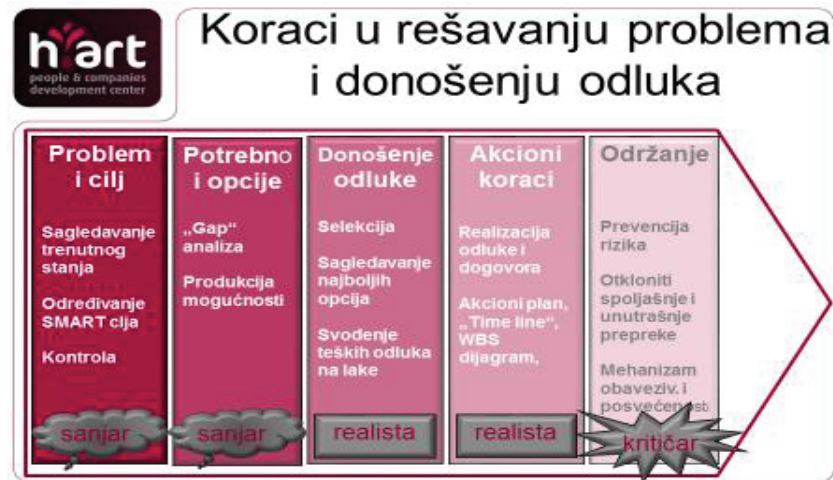 h art
people & companies
development center
Koraci u rešavanju problema
i donošenju odluka
Problem
i cilj
Sagledavanje
trenutnog
stanja
Određivanje
SMART clja
Kontrola
sanjar
Potrebno
i opcije
„Gap“
analiza
Produkcija
mogućnosti
sanjar
Donošenje
odluke
Selekcija
Sagledavanje
najboljih
opcija
Svođenje
teških odluka
na lake
realista
Akcioni
koraci
Realizacija
odluke i
dogovora
Akcioni plan,
„Time line“,
WBS
dijagram,
realista
Održanje
Prevencija
rizika
Otkloniti
spoljašnje i
unutrašnje
prepreke
Mehanizam
obaveziv. i
posvećenosti
kritičar